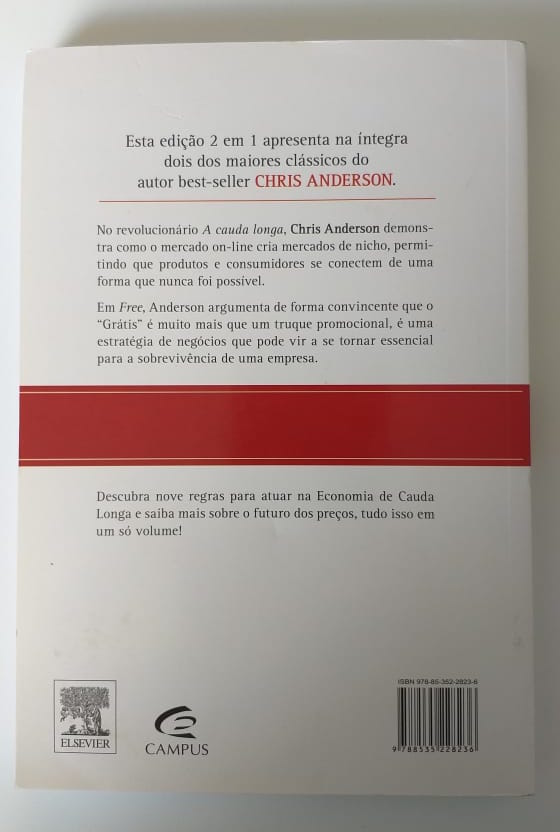 Esta edição 2 em 1 apresenta na íntegra
dois dos maiores clássicos do
autor best-seller CHRIS ANDERSON.
No revolucionário A cauda longa, Chris Anderson demons-
tra como o mercado on-line cria mercados de nicho, permi-
tindo que produtos e consumidores se conectem de uma
forma que nunca foi possível.
Em Free, Anderson argumenta de forma convincente que o
“Grátis” é muito mais que um truque promocional, é uma
estratégia de negócios que pode vir a se tornar essencial
para a sobrevivência de uma empresa.
Descubra nove regras para atuar na Economia de Cauda
Longa e saiba mais sobre o futuro dos preços, tudo isso em
um só volume!
ELSEVIER
CAMPUS
ISBN 978-85-352-2823-6
9 788535 228236